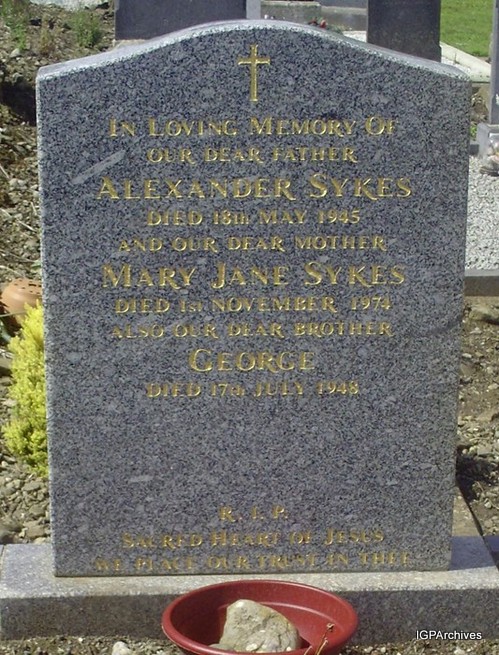 In Loving Memory Of
our dear father
Alexander Sykes
died 18th May 1945
and our dear mother
Mary Jane Sykes
died 1st November 1974
also our dear brother
George
died 17th July 1948
R. I. P.
Sacred Heart of Jesus
we place our trust in Thee
IGPArchives